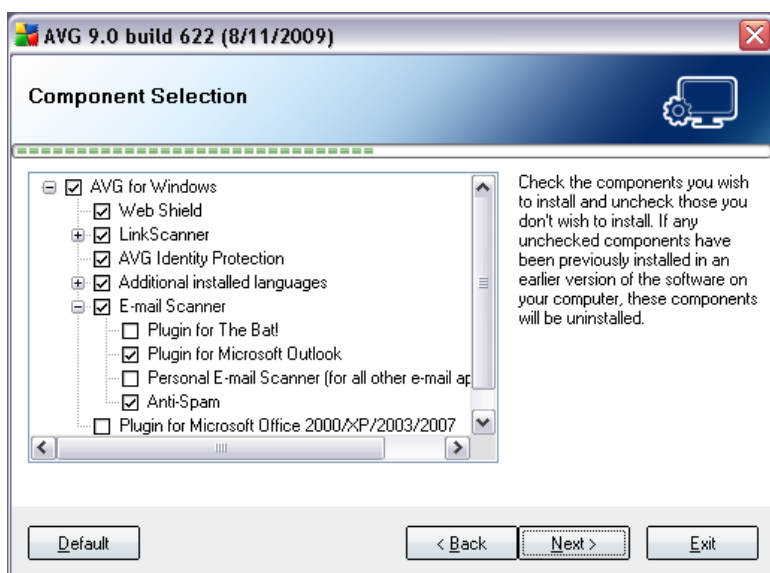 AVG 9.0 build 622 (8/11/2009)
Component Selection
AVG for Windows
Web Shield
LinkScanner
AVG Identity Protection
Additional installed languages
E-mail Scanner
Plugin for The Bat!
Plugin for Microsoft Outlook
Personal E-mail Scanner (for all other e-mail ap
Anti-Spam
Plugin for Microsoft Office 2000/XP/2003/2007
Check the components you wish
to install and uncheck those you
don't wish to install. If any
unchecked components have
been previously installed in an
earlier version of the software on
your computer, these components
will be uninstalled.
Default
< Back
Next >
Exit